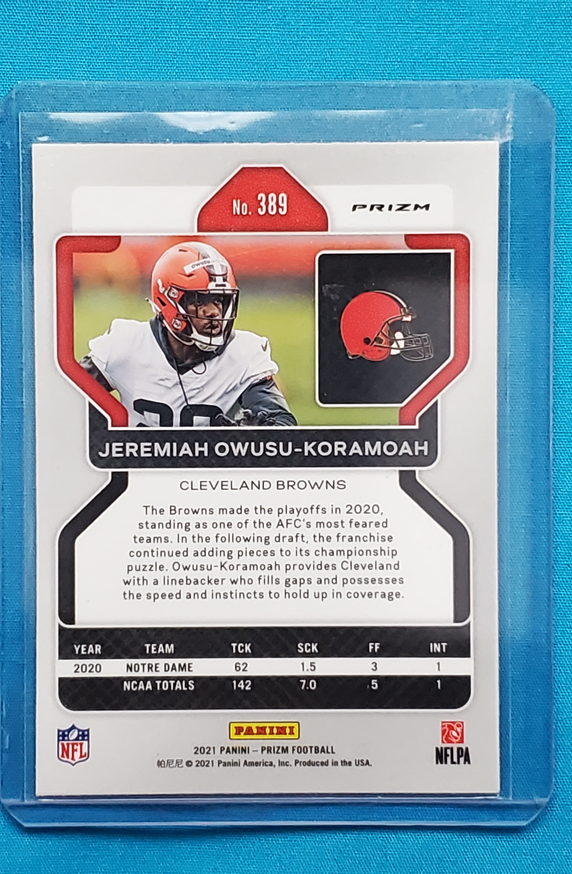 No. 389
PRIZM
OWUSU
JEREMIAH OWUSU-KORAMOAH
CLEVELAND BROWNS
The Browns made the playoffs in 2020,
standing as one of the AFC's most feared
teams. In the following draft, the franchise
continued adding pieces to its championship
puzzle. Owusu-Koramoah provides Cleveland
with a linebacker who fills gaps and possesses
the speed and instincts to hold up in coverage.
YEAR TEAM TCK SCK FF INT
2020 NOTRE DAME 62 1.5 3 1
NCAA TOTALS 142 7.0 5 1
NFL
PANINI
NFLPA
2021 PANINI – PRIZM FOOTBALL
帕尼尼 © 2021 Panini America, Inc. Produced in the USA.